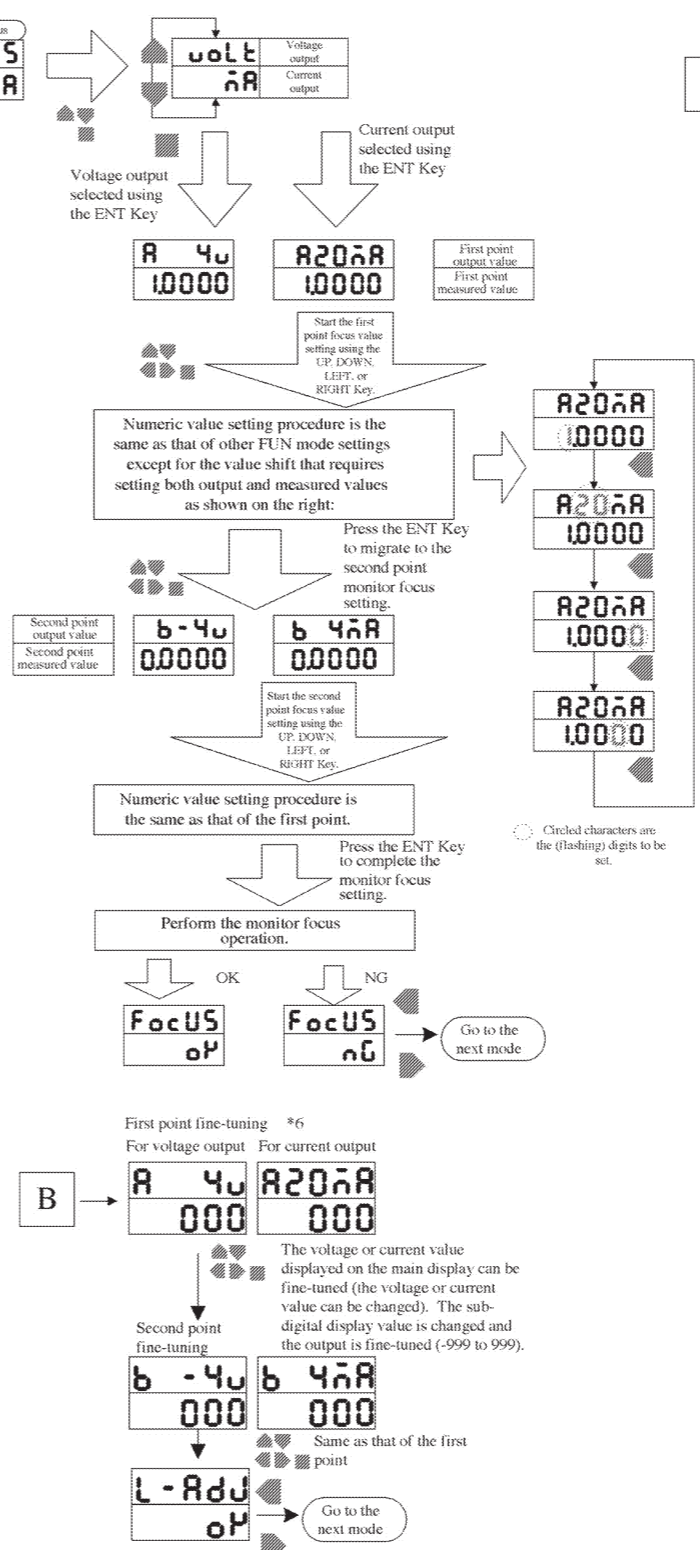 S
A
voLt
Voltage
output
mA
Current
output
Voltage output
selected using
the ENT Key
Current output
selected using
the ENT Key
A 4v
1.0000
A20mA
1.0000
First point
output value
First point
measured value
Start the first
point focus value
setting using the
UP, DOWN,
LEFT, or
RIGHT Key.
Numeric value setting procedure is the
same as that of other FUN mode settings
except for the value shift that requires
setting both output and measured values
as shown on the right:
A20mA
1.0000
A20mA
1.0000
A20mA
1.0000
A20mA
1.0000
Circled characters are
the (flashing) digits to be
set.
Press the ENT Key
to migrate to the
second point
monitor focus
setting.
Second point
output value
Second point
measured value
b-4v
0.0000
b 4mA
0.0000
Start the second
point focus value
setting using the
UP, DOWN,
LEFT, or
RIGHT Key.
Numeric value setting procedure is
the same as that of the first point.
Press the ENT Key
to complete the
monitor focus
setting.
Perform the monitor focus
operation.
OK
NG
FocUS
oK
FocUS
nG
Go to the
next mode
First point fine-tuning *6
For voltage output For current output
B
A 4v
000
A20mA
000
The voltage or current value
displayed on the main display can be
fine-tuned (the voltage or current
value can be changed). The sub-
digital display value is changed and
the output is fine-tuned (-999 to 999).
Second point
fine-tuning
b -4v
000
b 4mA
000
Same as that of the first
point
L-AdJ
oK
Go to the
next mode